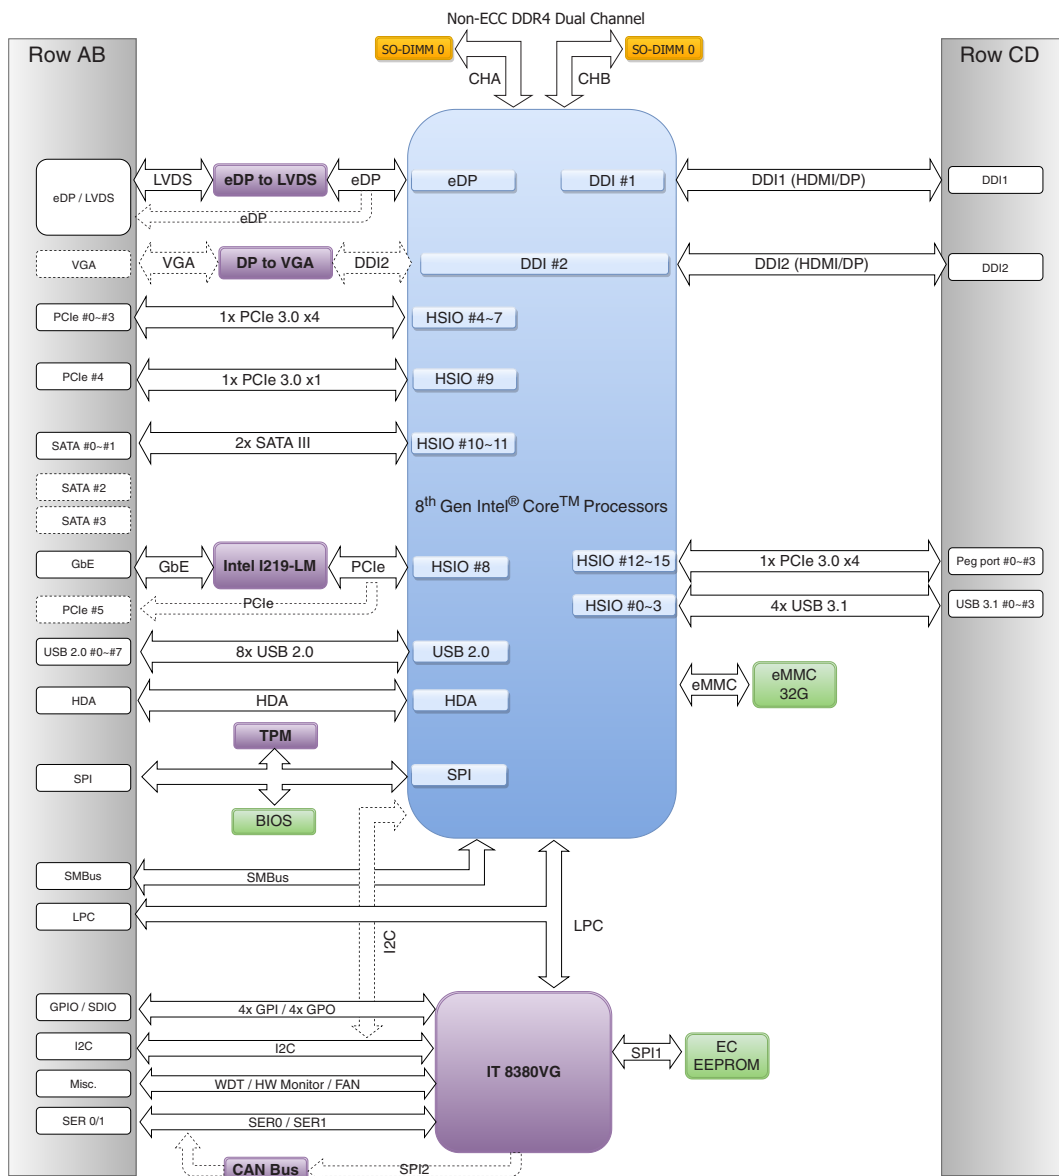 Non-ECC DDR4 Dual Channel
Row AB
SO-DIMM 0
SO-DIMM 0
Row CD
CHA
CHB
eDP / LVDS
LVDS
eDP to LVDS
eDP
eDP
DDI #1
DDI1 (HDMI/DP)
DDI1
eDP
VGA
VGA
DP to VGA
DDI2
DDI #2
DDI2 (HDMI/DP)
DDI2
PCIe #0~#3
1x PCIe 3.0 x4
HSIO #4~7
PCIe #4
1x PCIe 3.0 x1
HSIO #9
SATA #0~#1
2x SATA III
HSIO #10~11
SATA #2
SATA #3
8th Gen Intel® Core™ Processors
GbE
GbE
Intel I219-LM
PCIe
HSIO #8
HSIO #12~15
1x PCIe 3.0 x4
Peg port #0~#3
PCIe #5
PCIe
HSIO #0~3
4x USB 3.1
USB 3.1 #0~#3
USB 2.0 #0~#7
8x USB 2.0
USB 2.0
HDA
HDA
HDA
eMMC
eMMC
32G
TPM
SPI
SPI
BIOS
SMBus
SMBus
LPC
LPC
I2C
GPIO / SDIO
4x GPI / 4x GPO
I2C
I2C
IT 8380VG
SPI1
EC
EEPROM
Misc.
WDT / HW Monitor / FAN
SER 0/1
SER0 / SER1
CAN Bus
SPI2